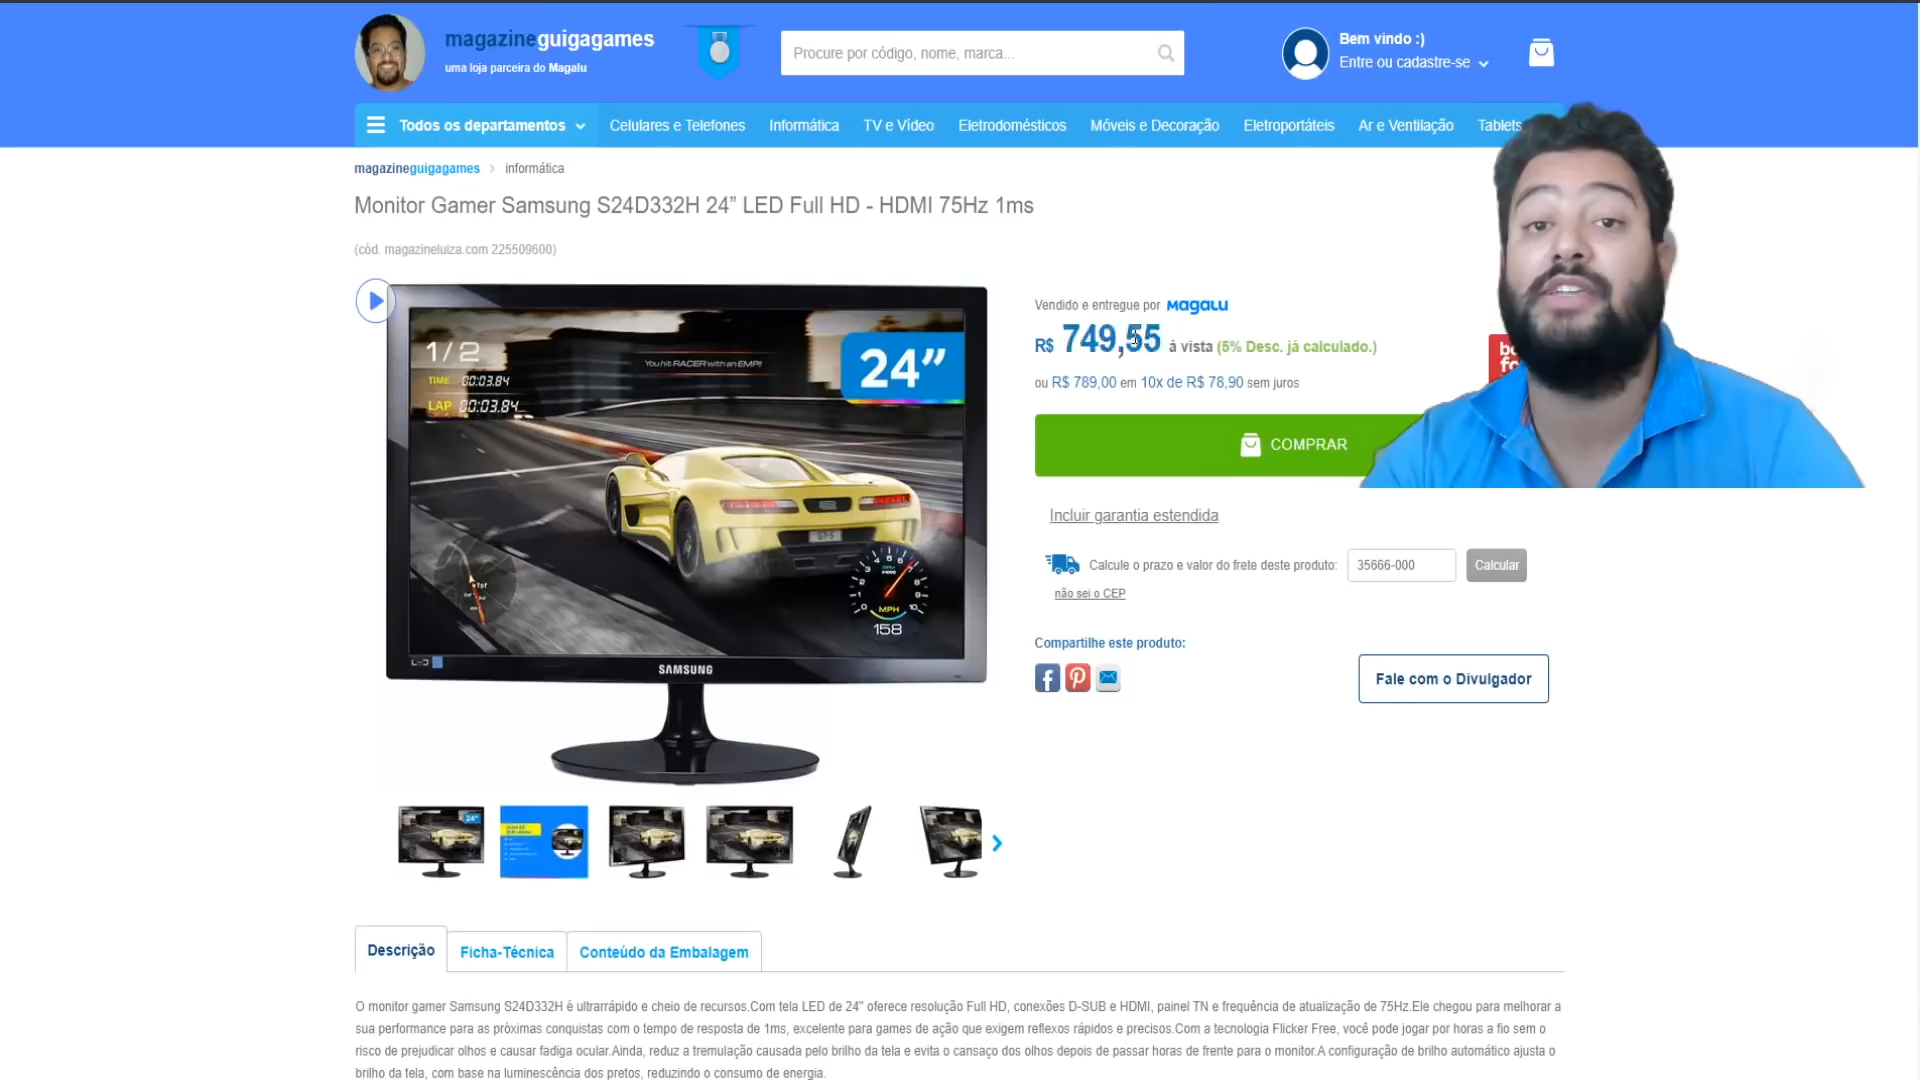 magazineguigagames
uma loja parceira do Magalu
Procure por código, nome, marca...
Bem vindo :)
Entre ou cadastre-se
Todos os departamentos
Celulares e Telefones
Informática
TV e Vídeo
Eletrodomésticos
Móveis e Decoração
Eletroportáteis
Ar e Ventilação
Tablets
magazineguigagames > informática
Monitor Gamer Samsung S24D332H 24” LED Full HD - HDMI 75Hz 1ms
(cód. magazineluiza.com 225509600)
1/2
TIME 00:03.84
LAP 00:03.84
You hit RACER with an EMP!
24”
1st
MPH
158
SAMSUNG
Vendido e entregue por Magalu
R$ 749,55 à vista (5% Desc. já calculado.)
ou R$ 789,00 em 10x de R$ 78,90 sem juros
COMPRAR
Incluir garantia estendida
Calcule o prazo e valor do frete deste produto: 35666-000 Calcular
não sei o CEP
Compartilhe este produto:
Fale com o Divulgador
24”
Descrição
Ficha-Técnica
Conteúdo da Embalagem
O monitor gamer Samsung S24D332H é ultrarrápido e cheio de recursos.Com tela LED de 24" oferece resolução Full HD, conexões D-SUB e HDMI, painel TN e frequência de atualização de 75Hz.Ele chegou para melhorar a
sua performance para as próximas conquistas com o tempo de resposta de 1ms, excelente para games de ação que exigem reflexos rápidos e precisos.Com a tecnologia Flicker Free, você pode jogar por horas a fio sem o
risco de prejudicar olhos e causar fadiga ocular.Ainda, reduz a tremulação causada pelo brilho da tela e evita o cansaço dos olhos depois de passar horas de frente para o monitor.A configuração de brilho automático ajusta o
brilho da tela, com base na luminescência dos pretos, reduzindo o consumo de energia.